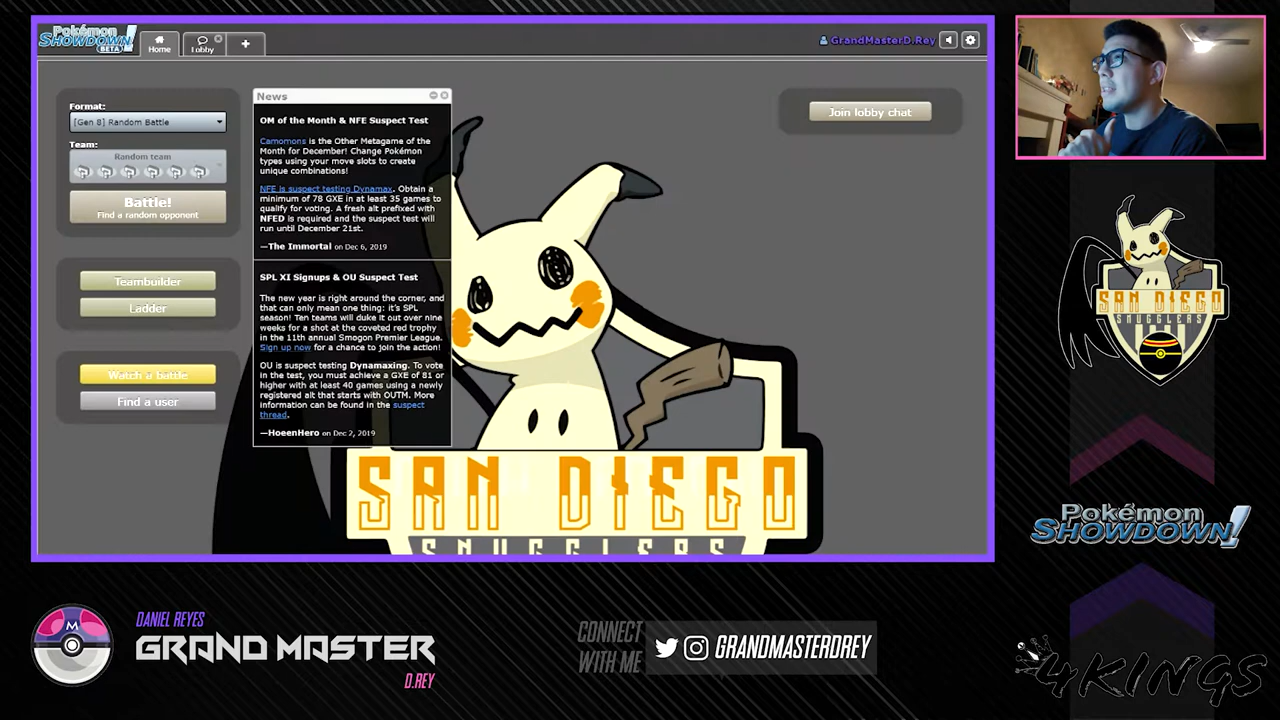 Pokémon
SHOWDOWN!
BETA
Home
Lobby
+
GrandMasterD.Rey
Format:
[Gen 8] Random Battle
Team:
Random team
Battle!
Find a random opponent
Teambuilder
Ladder
Watch a battle
Find a user
News
OM of the Month & NFE Suspect Test
Camomons is the Other Metagame of the
Month for December! Change Pokémon
types using your move slots to create
unique combinations!
NFE is suspect testing Dynamax. Obtain a
minimum of 78 GXE in at least 35 games to
qualify for voting. A fresh alt prefixed with
NFED is required and the suspect test will
run until December 21st.
—The Immortal on Dec 6, 2019
SPL XI Signups & OU Suspect Test
The new year is right around the corner, and
that can only mean one thing: it's SPL
season! Ten teams will duke it out over nine
weeks for a shot at the coveted red trophy
in the 11th annual Smogon Premier League.
Sign up now for a chance to join the action!
OU is suspect testing Dynamaxing. To vote
in the test, you must achieve a GXE of 81 or
higher with at least 40 games using a newly
registered alt that starts with OUTM. More
information can be found in the suspect
thread.
—HoeenHero on Dec 2, 2019
Join lobby chat
SAN DIEGO
SNUGGLERS
SAN DIEGO
SNUGGLERS
Pokémon
SHOWDOWN!
M
DANIEL REYES
GRAND MASTER
D.REY
CONNECT
WITH ME
GRANDMASTERDREY
4KINGS